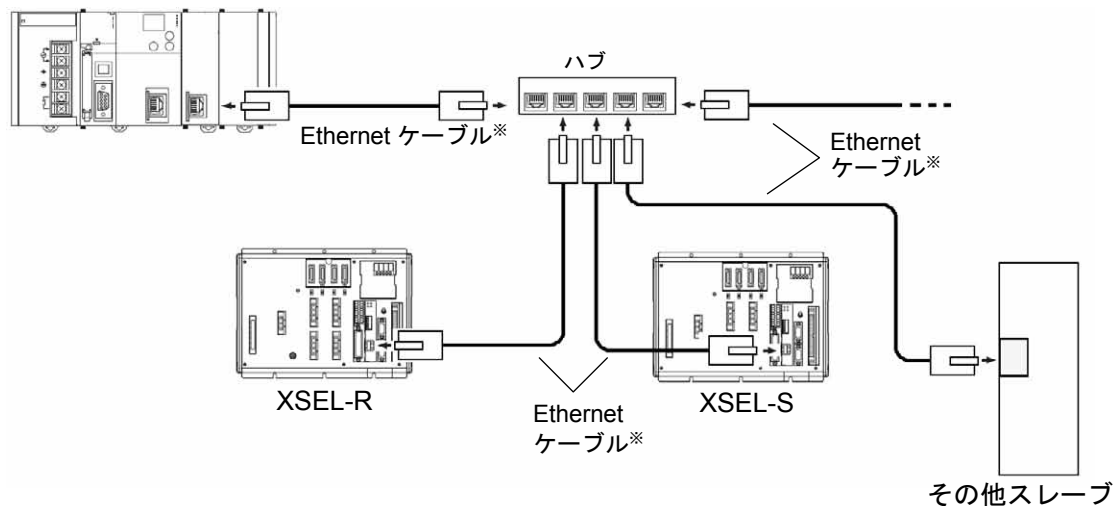 ハブ
Ethernet ケーブル※
Ethernet
ケーブル※
XSEL-R
XSEL-S
Ethernet
ケーブル※
その他スレーブ